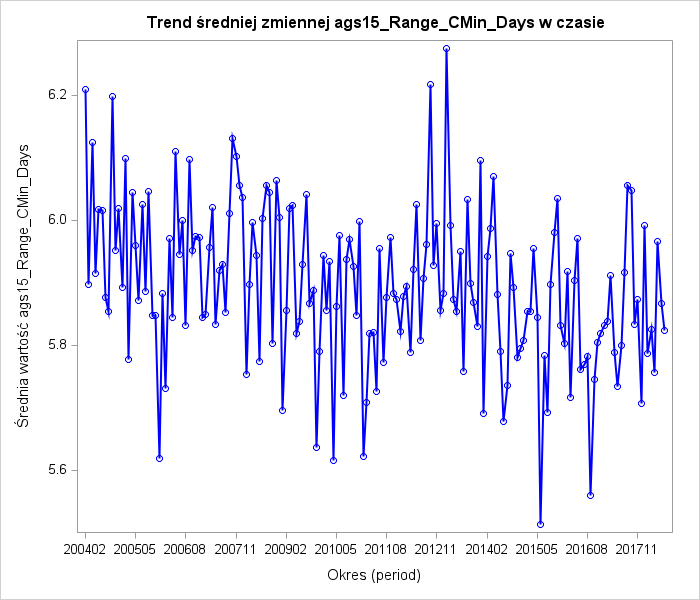 Trend średniej zmiennej ags15_Range_CMin_Days w czasie
Średnia wartość ags15_Range_CMin_Days
6.2
6.0
5.8
5.6
200402 200505 200608 200711 200902 201005 201108 201211 201402 201505 201608 201711
Okres (period)